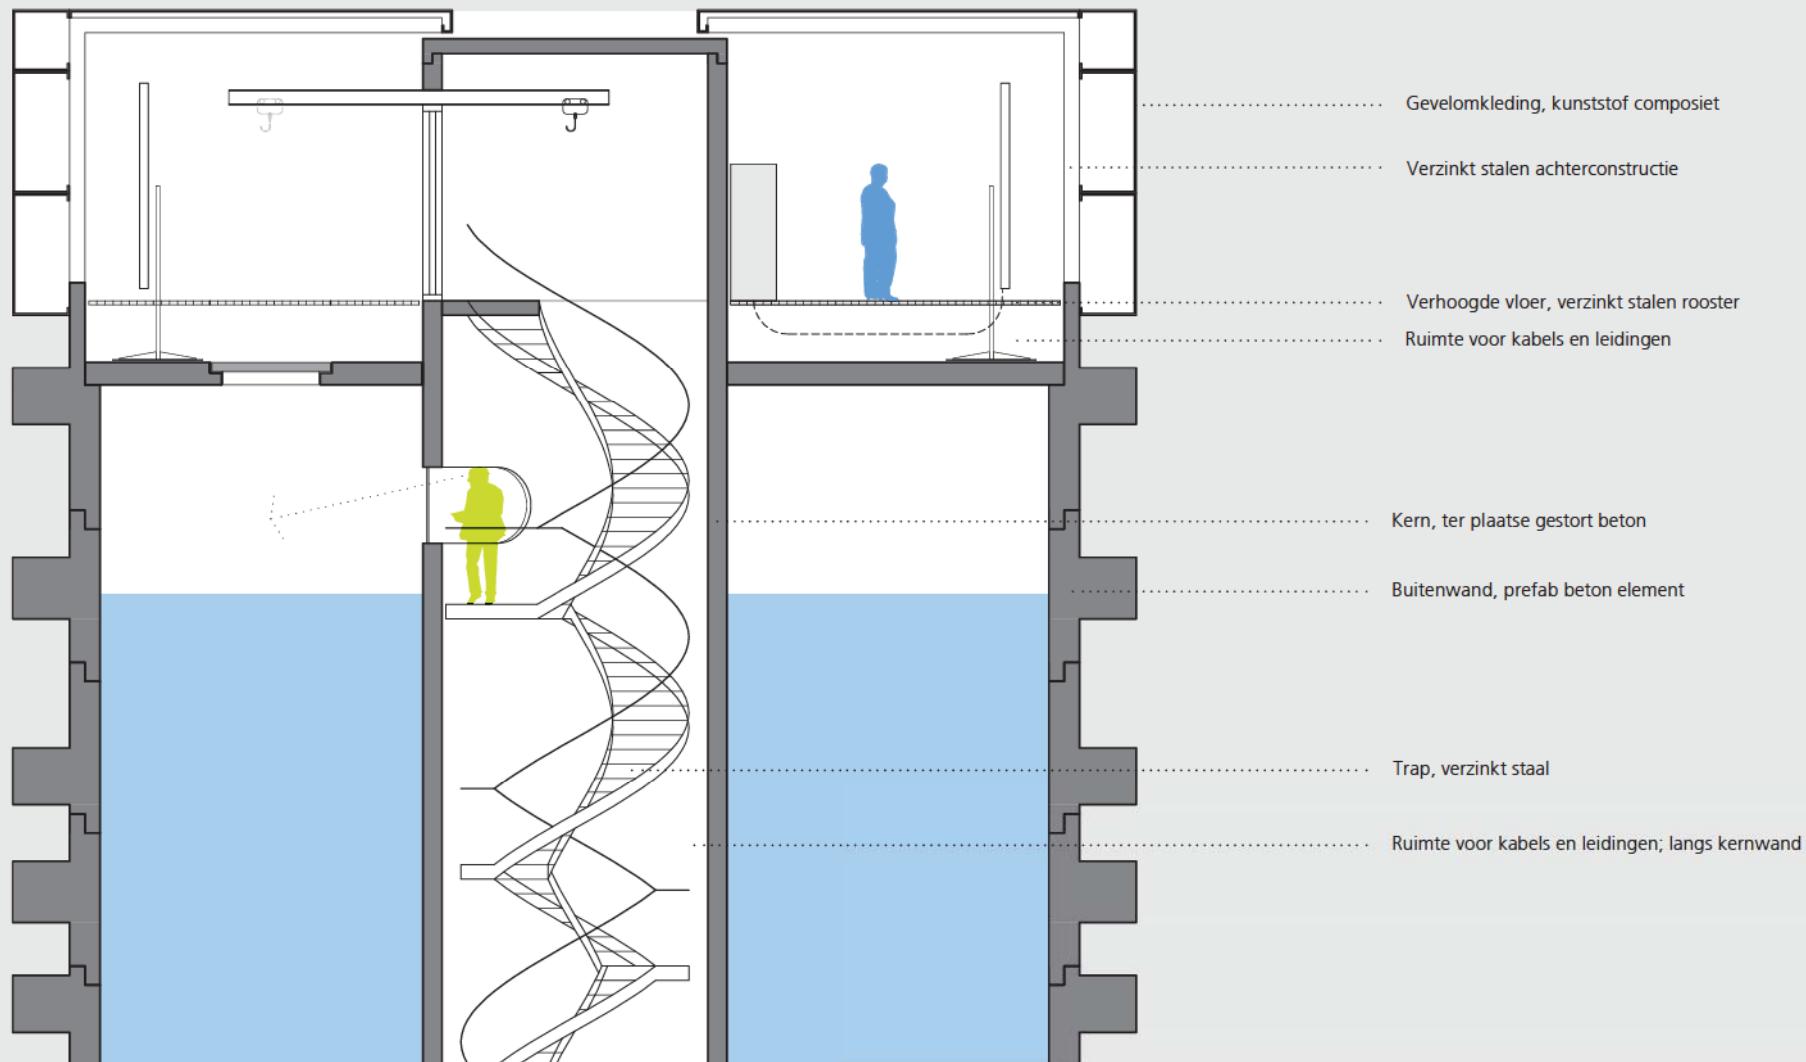 Gevelomkleding, kunststof composiet
Verzinkt stalen achterconstructie
Verhoogde vloer, verzinkt stalen rooster
Ruimte voor kabels en leidingen
Kern, ter plaatse gestort beton
Buitenwand, prefab beton element
Trap, verzinkt staal
Ruimte voor kabels en leidingen; langs kernwand